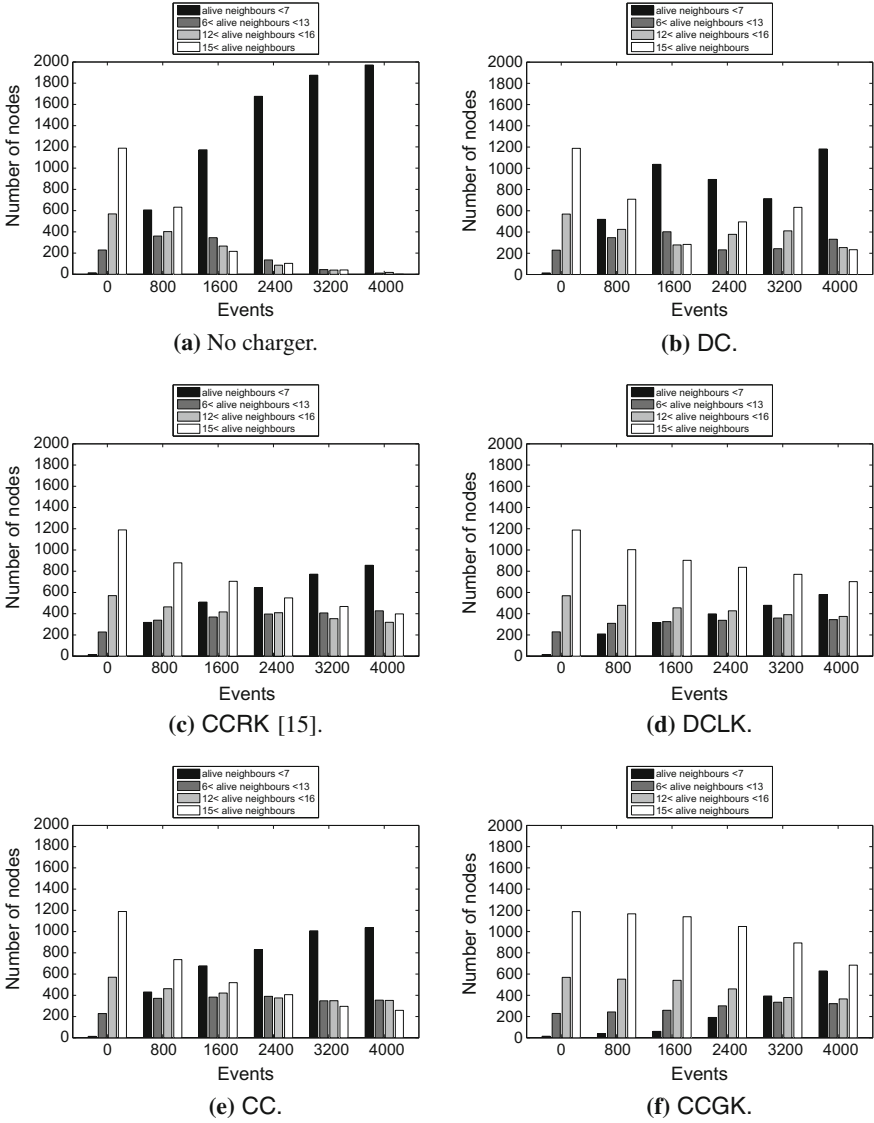 alive neighbours <7
6< alive neighbours <13
12< alive neighbours <16
15< alive neighbours
2000
1800
1600
1400
1200
1000
800
600
400
200
0
Number of nodes
0 800 1600 2400 3200 4000
Events
(a) No charger.
alive neighbours <7
6< alive neighbours <13
12< alive neighbours <16
15< alive neighbours
2000
1800
1600
1400
1200
1000
800
600
400
200
0
Number of nodes
0 800 1600 2400 3200 4000
Events
(b) DC.
alive neighbours <7
6< alive neighbours <13
12< alive neighbours <16
15< alive neighbours
2000
1800
1600
1400
1200
1000
800
600
400
200
0
Number of nodes
0 800 1600 2400 3200 4000
Events
(c) CCRK [15].
alive neighbours <7
6< alive neighbours <13
12< alive neighbours <16
15< alive neighbours
2000
1800
1600
1400
1200
1000
800
600
400
200
0
Number of nodes
0 800 1600 2400 3200 4000
Events
(d) DCLK.
alive neighbours <7
6< alive neighbours <13
12< alive neighbours <16
15< alive neighbours
2000
1800
1600
1400
1200
1000
800
600
400
200
0
Number of nodes
0 800 1600 2400 3200 4000
Events
(e) CC.
alive neighbours <7
6< alive neighbours <13
12< alive neighbours <16
15< alive neighbours
2000
1800
1600
1400
1200
1000
800
600
400
200
0
Number of nodes
0 800 1600 2400 3200 4000
Events
(f) CCGK.